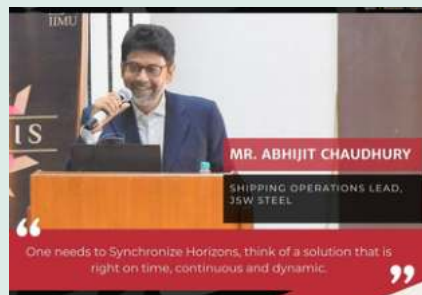 IIMU
IS
MR. ABHIJIT CHAUDHURY
SHIPPING OPERATIONS LEAD,
JSW STEEL
“
One needs to Synchronize Horizons, think of a solution that is
right on time, continuous and dynamic.
”